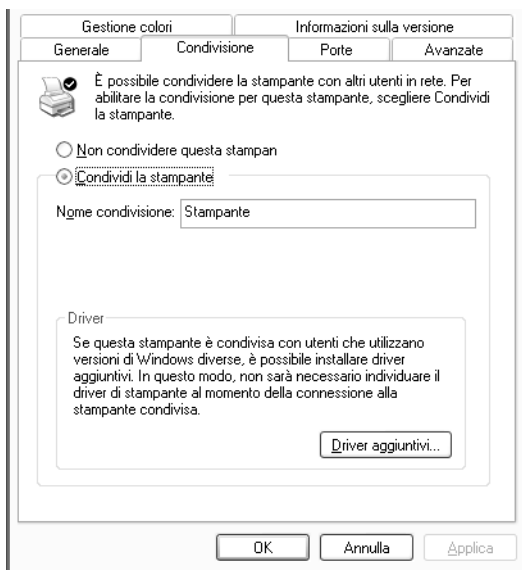 Gestione colori
Informazioni sulla versione
Generale
Condivisione
Porte
Avanzate
È possibile condividere la stampante con altri utenti in rete. Per
abilitare la condivisione per questa stampante, scegliere Condividi
la stampante.
Non condividere questa stampan
Condividi la stampante
Nome condivisione: Stampante
Driver
Se questa stampante è condivisa con utenti che utilizzano
versioni di Windows diverse, è possibile installare driver
aggiuntivi. In questo modo, non sarà necessario individuare il
driver di stampante al momento della connessione alla
stampante condivisa.
Driver aggiuntivi...
OK
Annulla
Applica